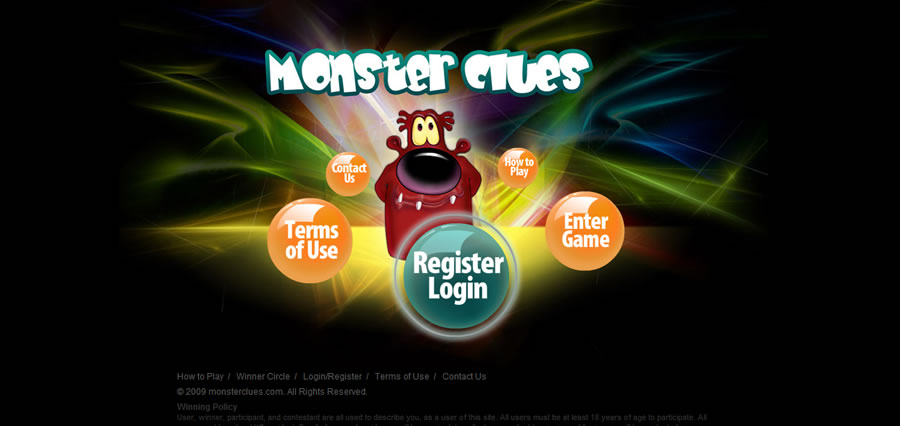 Monster Clues
Contact
Us
How to
Play
Terms
of Use
Enter
Game
Register
Login
How to Play / Winner Circle / Login/Register / Terms of Use / Contact Us
© 2009 monsterclues.com. All Rights Reserved.
Winning Policy
User, winner, participant, and contestant are all used to describe you, as a user of this site. All users must be at least 18 years of age to participate. All